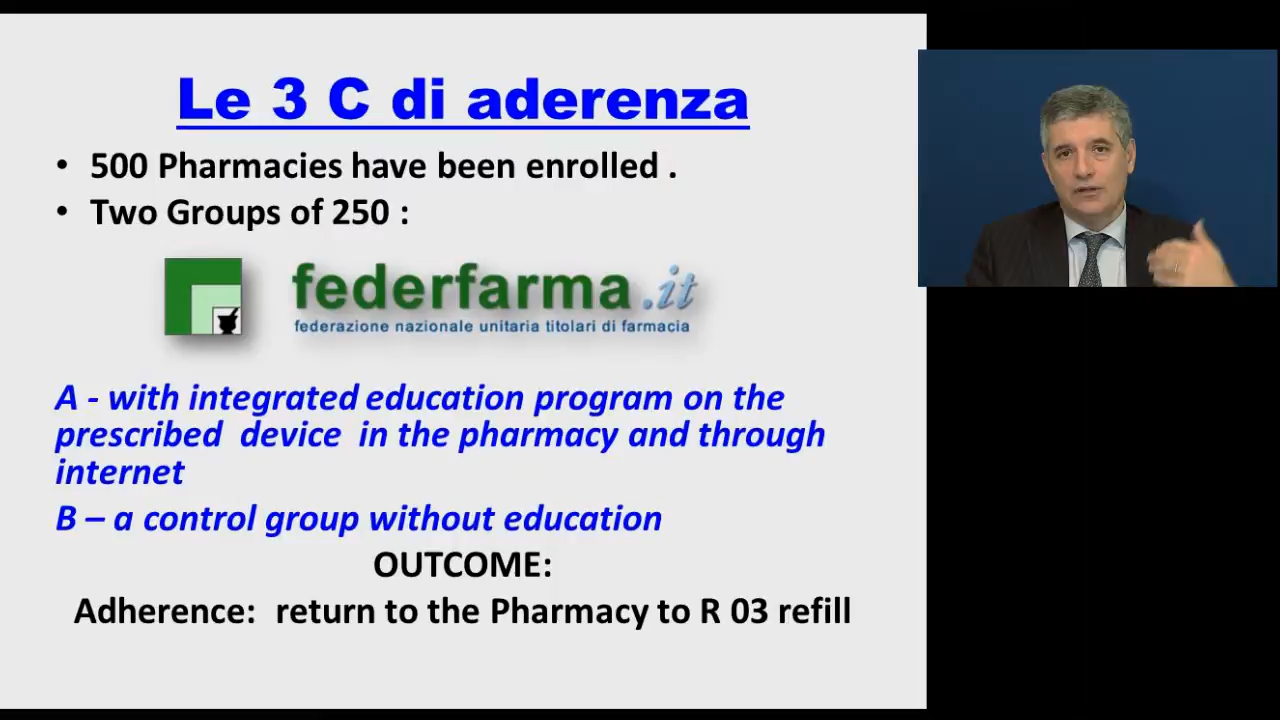 Le 3 C di aderenza
• 500 Pharmacies have been enrolled .
• Two Groups of 250 :
federfarma.it
federazione nazionale unitaria titolari di farmacia
A - with integrated education program on the
prescribed device in the pharmacy and through
internet
B – a control group without education
OUTCOME:
Adherence: return to the Pharmacy to R 03 refill